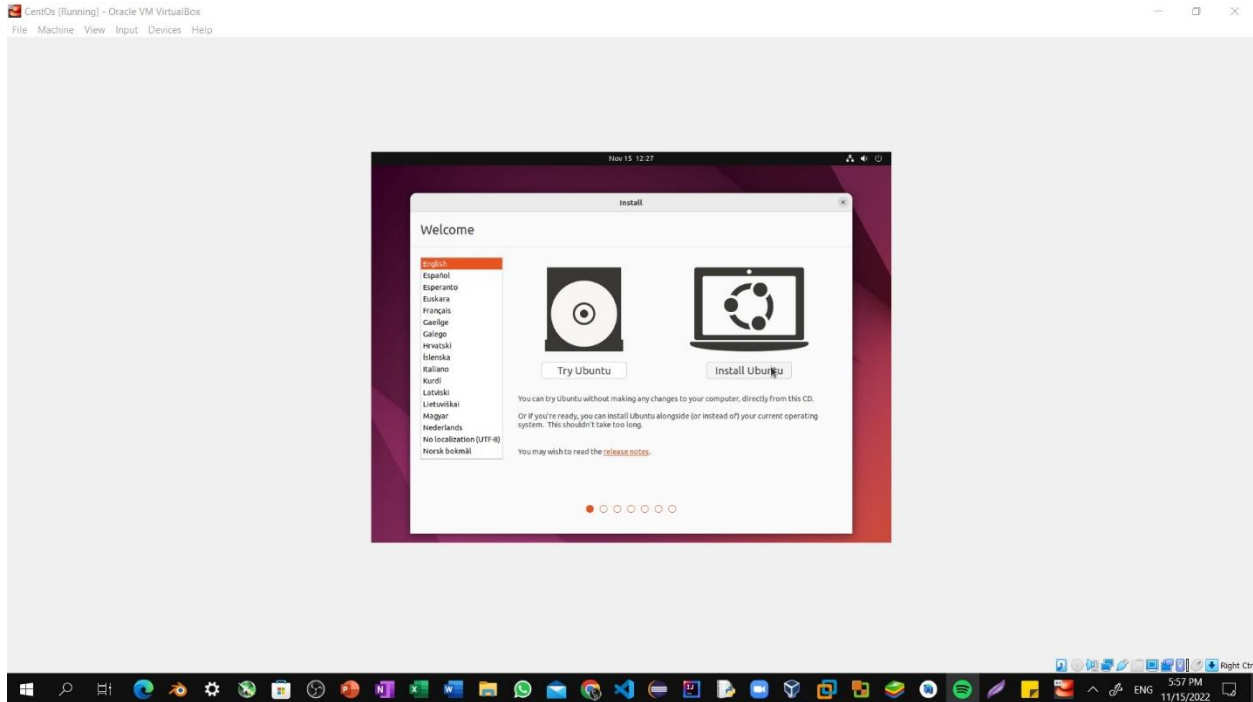 CentOs [Running] - Oracle VM VirtualBox
File Machine View Input Devices Help
Nov 15 12:27
Install
Welcome
English
Español
Esperanto
Euskara
Français
Gaeilge
Galego
Hrvatski
Íslenska
Italiano
Kurdî
Latviski
Lietuviškai
Magyar
Nederlands
No localization (UTF-8)
Norsk bokmål
Try Ubuntu
Install Ubuntu
You can try Ubuntu without making any changes to your computer, directly from this CD.
Or if you're ready, you can install Ubuntu alongside (or instead of) your current operating
system. This shouldn't take too long.
You may wish to read the release notes.
Right Ctr
ENG
5:57 PM
11/15/2022